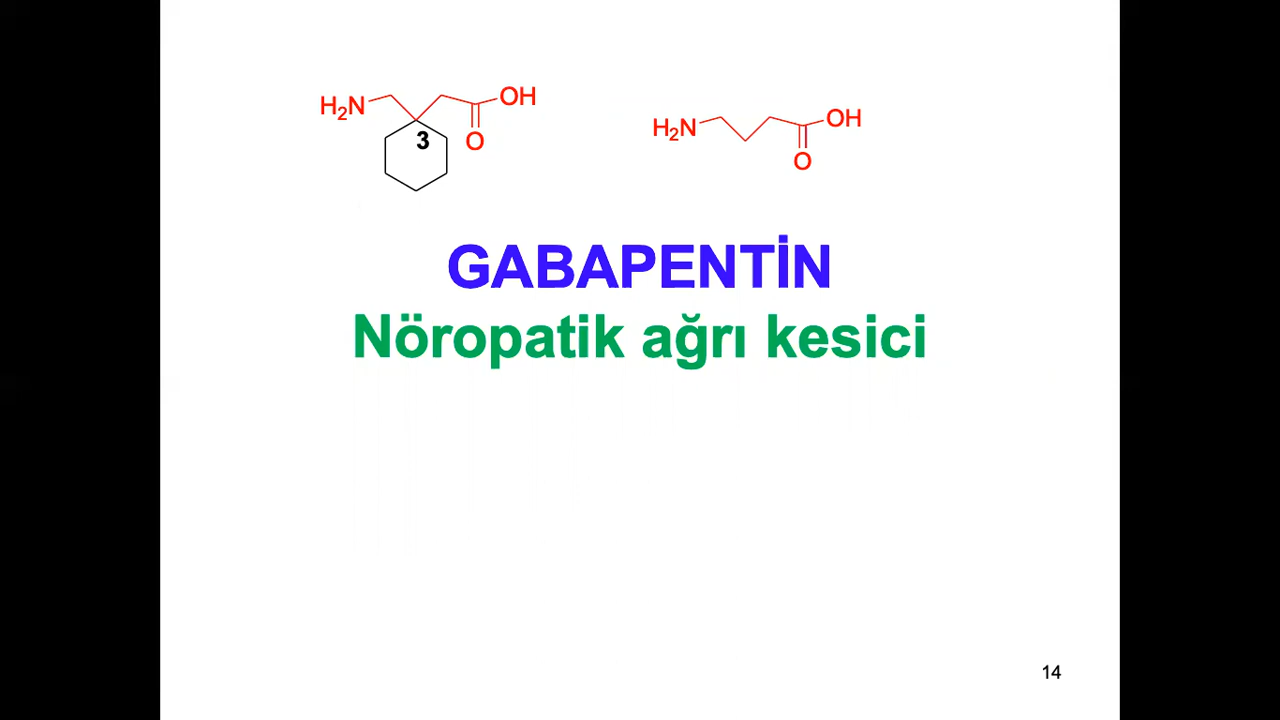 H₂N OH
3 O
H₂N OH
O
GABAPENTİN
Nöropatik ağrı kesici
14